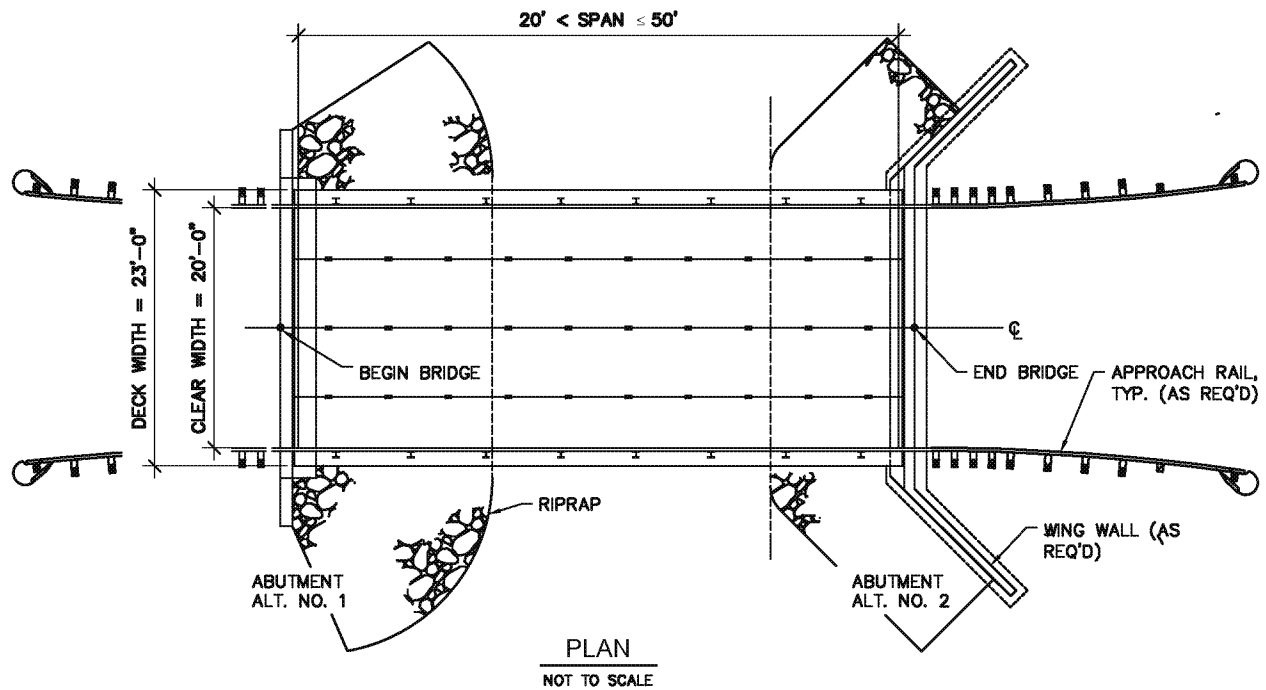 20' < SPAN ≤ 50'
DECK WIDTH = 23'-0"
CLEAR WIDTH = 20'-0"
℄
BEGIN BRIDGE
END BRIDGE
APPROACH RAIL,
TYP. (AS REQ'D)
RIPRAP
WING WALL (AS
REQ'D)
ABUTMENT
ALT. NO. 1
ABUTMENT
ALT. NO. 2
PLAN
NOT TO SCALE